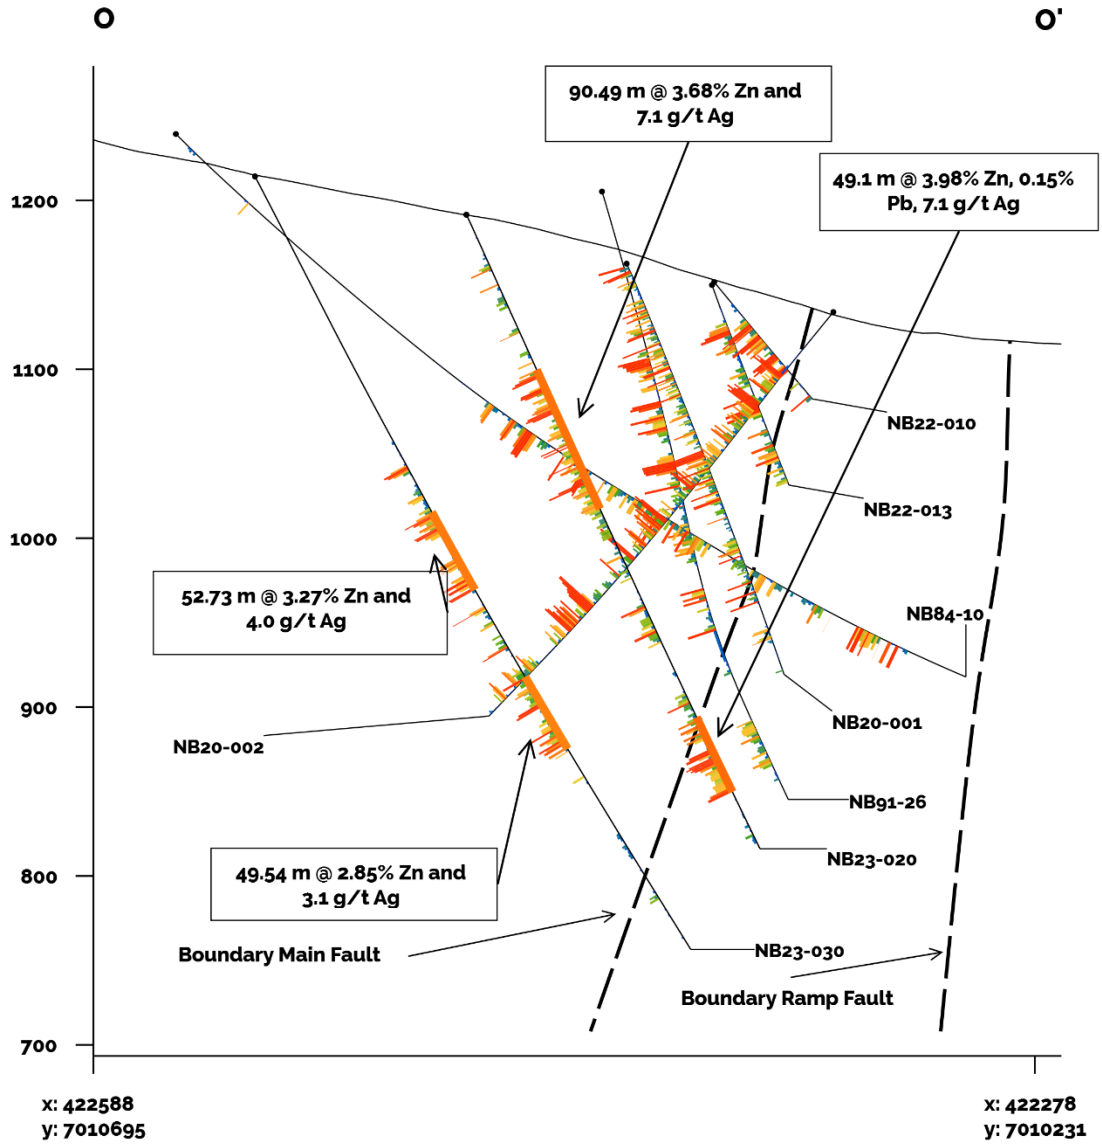 O
O'
90.49 m @ 3.68% Zn and
7.1 g/t Ag
49.1 m @ 3.98% Zn, 0.15%
Pb, 7.1 g/t Ag
1200
1100
NB22-010
NB22-013
1000
52.73 m @ 3.27% Zn and
4.0 g/t Ag
NB84-10
900
NB20-001
NB20-002
NB91-26
NB23-020
800
49.54 m @ 2.85% Zn and
3.1 g/t Ag
Boundary Main Fault
NB23-030
Boundary Ramp Fault
700
x: 422588
y: 7010695
x: 422278
y: 7010231